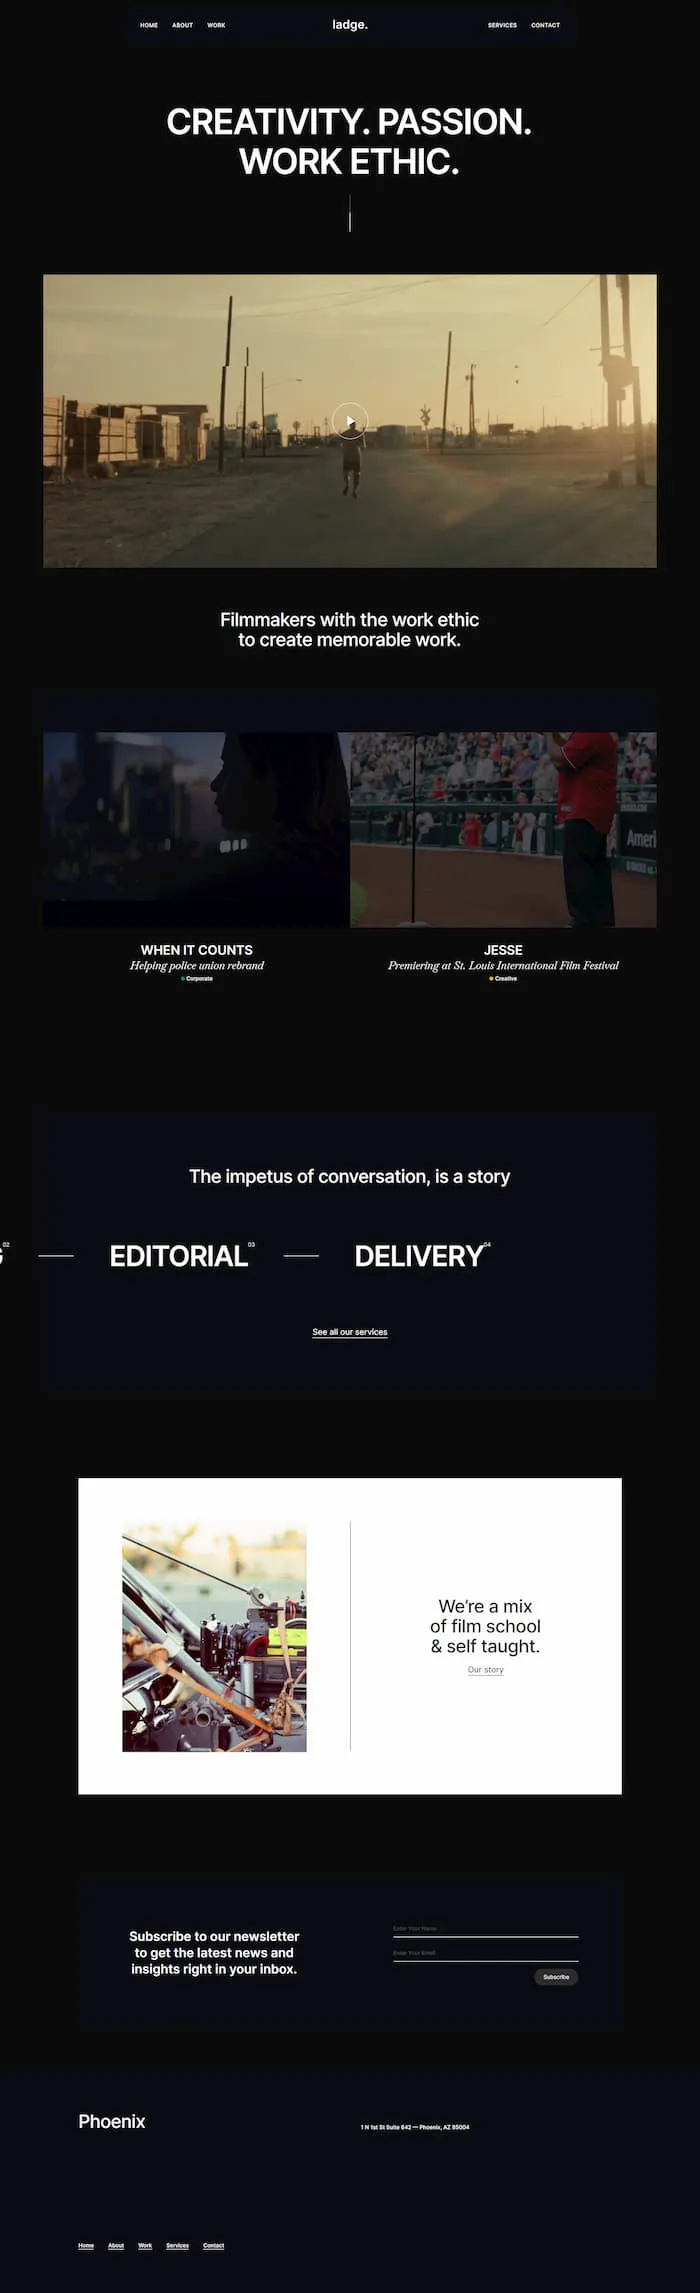 HOME ABOUT WORK ladge. SERVICES CONTACT
CREATIVITY. PASSION.
WORK ETHIC.
Filmmakers with the work ethic
to create memorable work.
Ameri
WHEN IT COUNTS
Helping police union rebrand
Corporate
JESSE
Premiering at St. Louis International Film Festival
Creative
The impetus of conversation, is a story
02 EDITORIAL 03 DELIVERY 04
See all our services
We're a mix
of film school
& self taught.
Our story
Subscribe to our newsletter
to get the latest news and
insights right in your inbox.
Enter Your Name
Enter Your Email
Subscribe
Phoenix
1 N 1st St Suite 642 — Phoenix, AZ 85004
Home About Work Services Contact